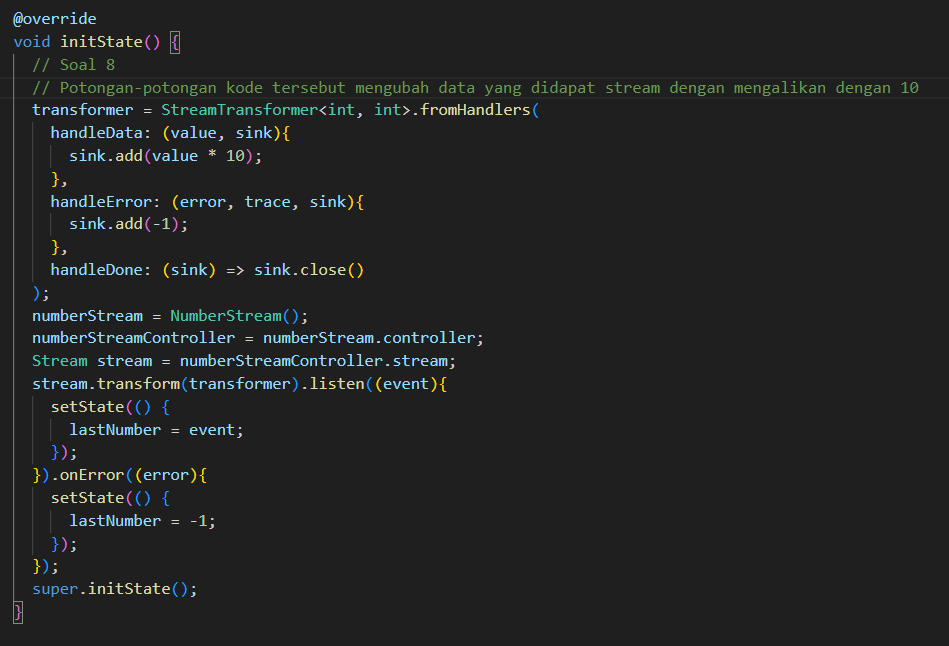 @override
void initState() {
  // Soal 8
  // Potongan-potongan kode tersebut mengubah data yang didapat stream dengan mengalikan dengan 10
  transformer = StreamTransformer<int, int>.fromHandlers(
    handleData: (value, sink){
      sink.add(value * 10);
    },
    handleError: (error, trace, sink){
      sink.add(-1);
    },
    handleDone: (sink) => sink.close()
  );
  numberStream = NumberStream();
  numberStreamController = numberStream.controller;
  Stream stream = numberStreamController.stream;
  stream.transform(transformer).listen((event){
    setState(() {
      lastNumber = event;
    });
  }).onError((error){
    setState(() {
      lastNumber = -1;
    });
  });
  super.initState();
}